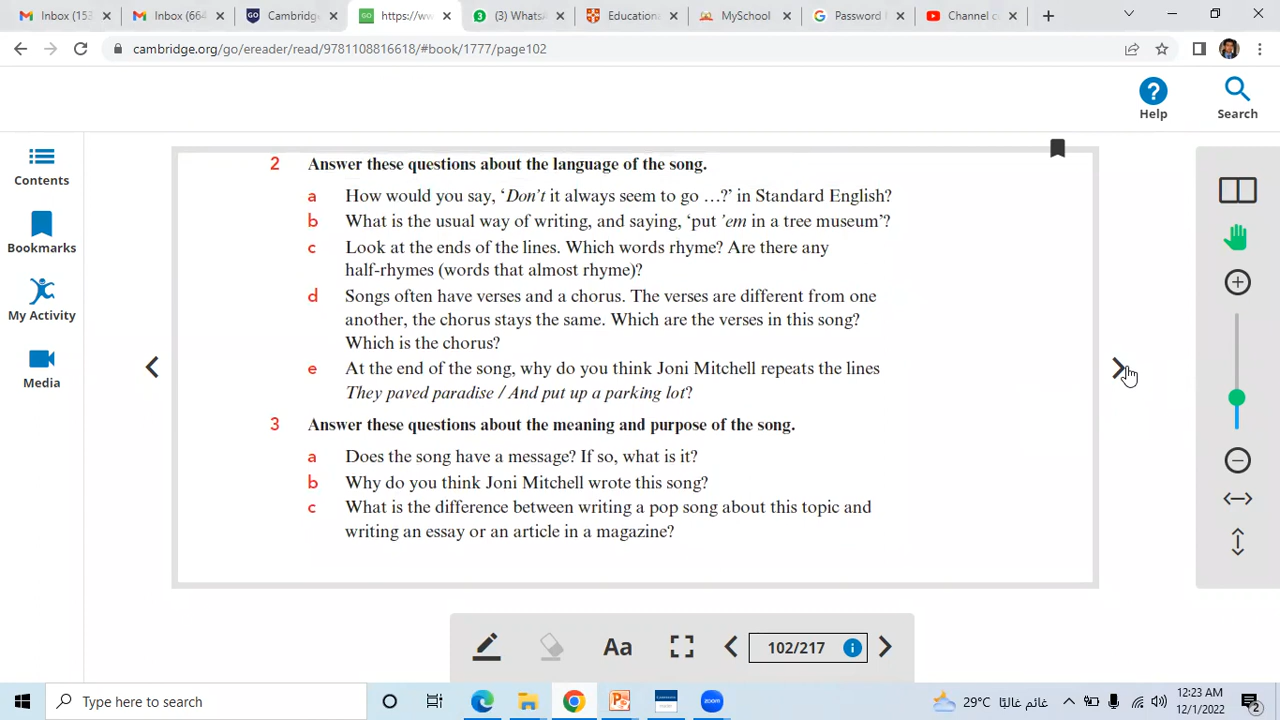 Inbox (153
Inbox (664
Cambridg
https://ww
(3) WhatsA
Educationa
MySchool
Password M
Channel c
cambridge.org/go/ereader/read/9781108816618/#book/1777/page102
Help
Search
Contents
Bookmarks
My Activity
Media
2 Answer these questions about the language of the song.
a How would you say, ‘Don’t it always seem to go …?’ in Standard English?
b What is the usual way of writing, and saying, ‘put ’em in a tree museum’?
c Look at the ends of the lines. Which words rhyme? Are there any
half-rhymes (words that almost rhyme)?
d Songs often have verses and a chorus. The verses are different from one
another, the chorus stays the same. Which are the verses in this song?
Which is the chorus?
e At the end of the song, why do you think Joni Mitchell repeats the lines
They paved paradise / And put up a parking lot?
3 Answer these questions about the meaning and purpose of the song.
a Does the song have a message? If so, what is it?
b Why do you think Joni Mitchell wrote this song?
c What is the difference between writing a pop song about this topic and
writing an essay or an article in a magazine?
Aa
102/217
Type here to search
zoom
29°C غائم غالبًا
12:23 AM
12/1/2022
2